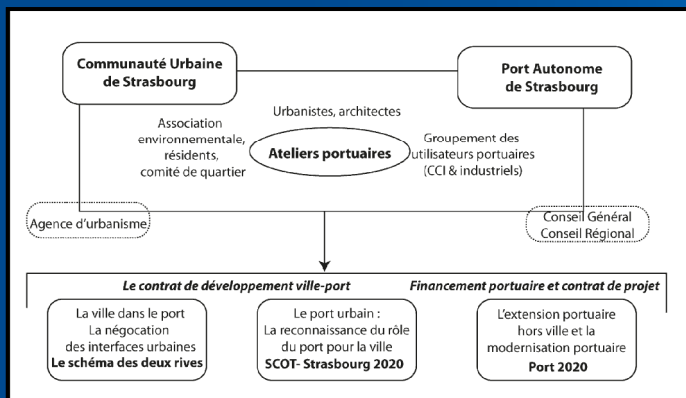 Communauté Urbaine
de Strasbourg
Port Autonome
de Strasbourg
Urbanistes, architectes
Association
environnementale,
résidents,
comité de quartier
Ateliers portuaires
Groupement des
utilisateurs portuaires
(CCI & industriels)
Agence d'urbanisme
Conseil Général
Conseil Régional
Le contrat de développement ville-port
Financement portuaire et contrat de projet
La ville dans le port
La négocation
des interfaces urbaines
Le schéma des deux rives
Le port urbain :
La reconnaissance du rôle
du port pour la ville
SCOT- Strasbourg 2020
L'extension portuaire
hors ville et la
modernisation portuaire
Port 2020